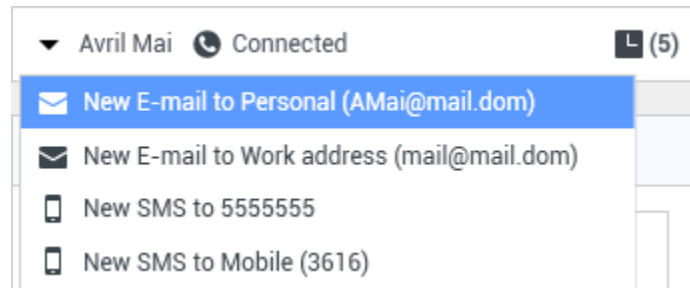 Avril Mai Connected (5)
New E-mail to Personal (AMai@mail.dom)
New E-mail to Work address (mail@mail.dom)
New SMS to 5555555
New SMS to Mobile (3616)